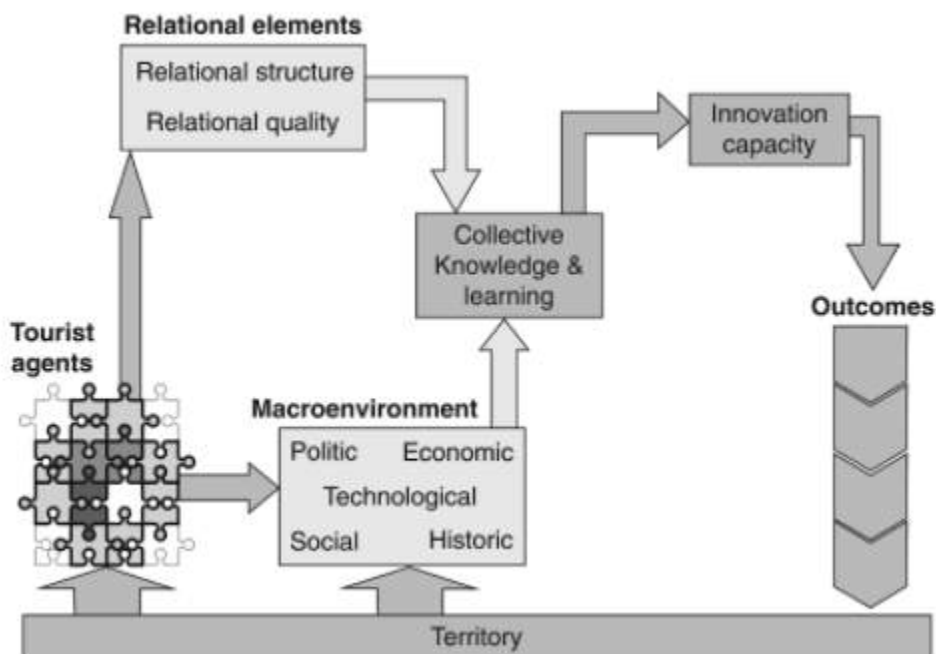 Relational elements
Relational structure
Relational quality
Innovation
capacity
Collective
Knowledge &
learning
Outcomes
Tourist
agents
Macroenvironment
Politic Economic
Technological
Social Historic
Territory